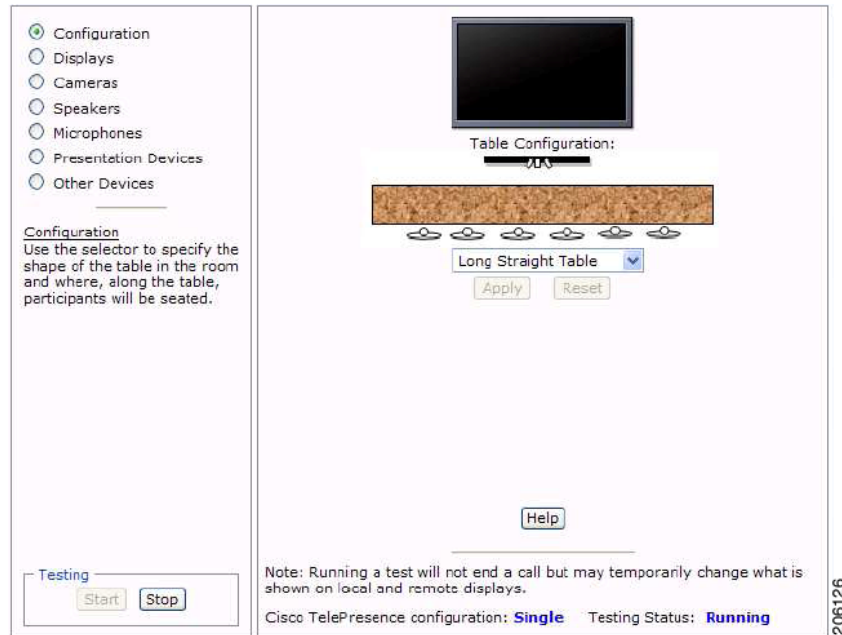 Configuration
Displays
Cameras
Speakers
Microphones
Presentation Devices
Other Devices
Configuration
Use the selector to specify the
shape of the table in the room
and where, along the table,
participants will be seated.
Testing
Start Stop
Table Configuration:
Long Straight Table
Apply Reset
Help
Note: Running a test will not end a call but may temporarily change what is
shown on local and remote displays.
Cisco TelePresence configuration: Single Testing Status: Running
206126